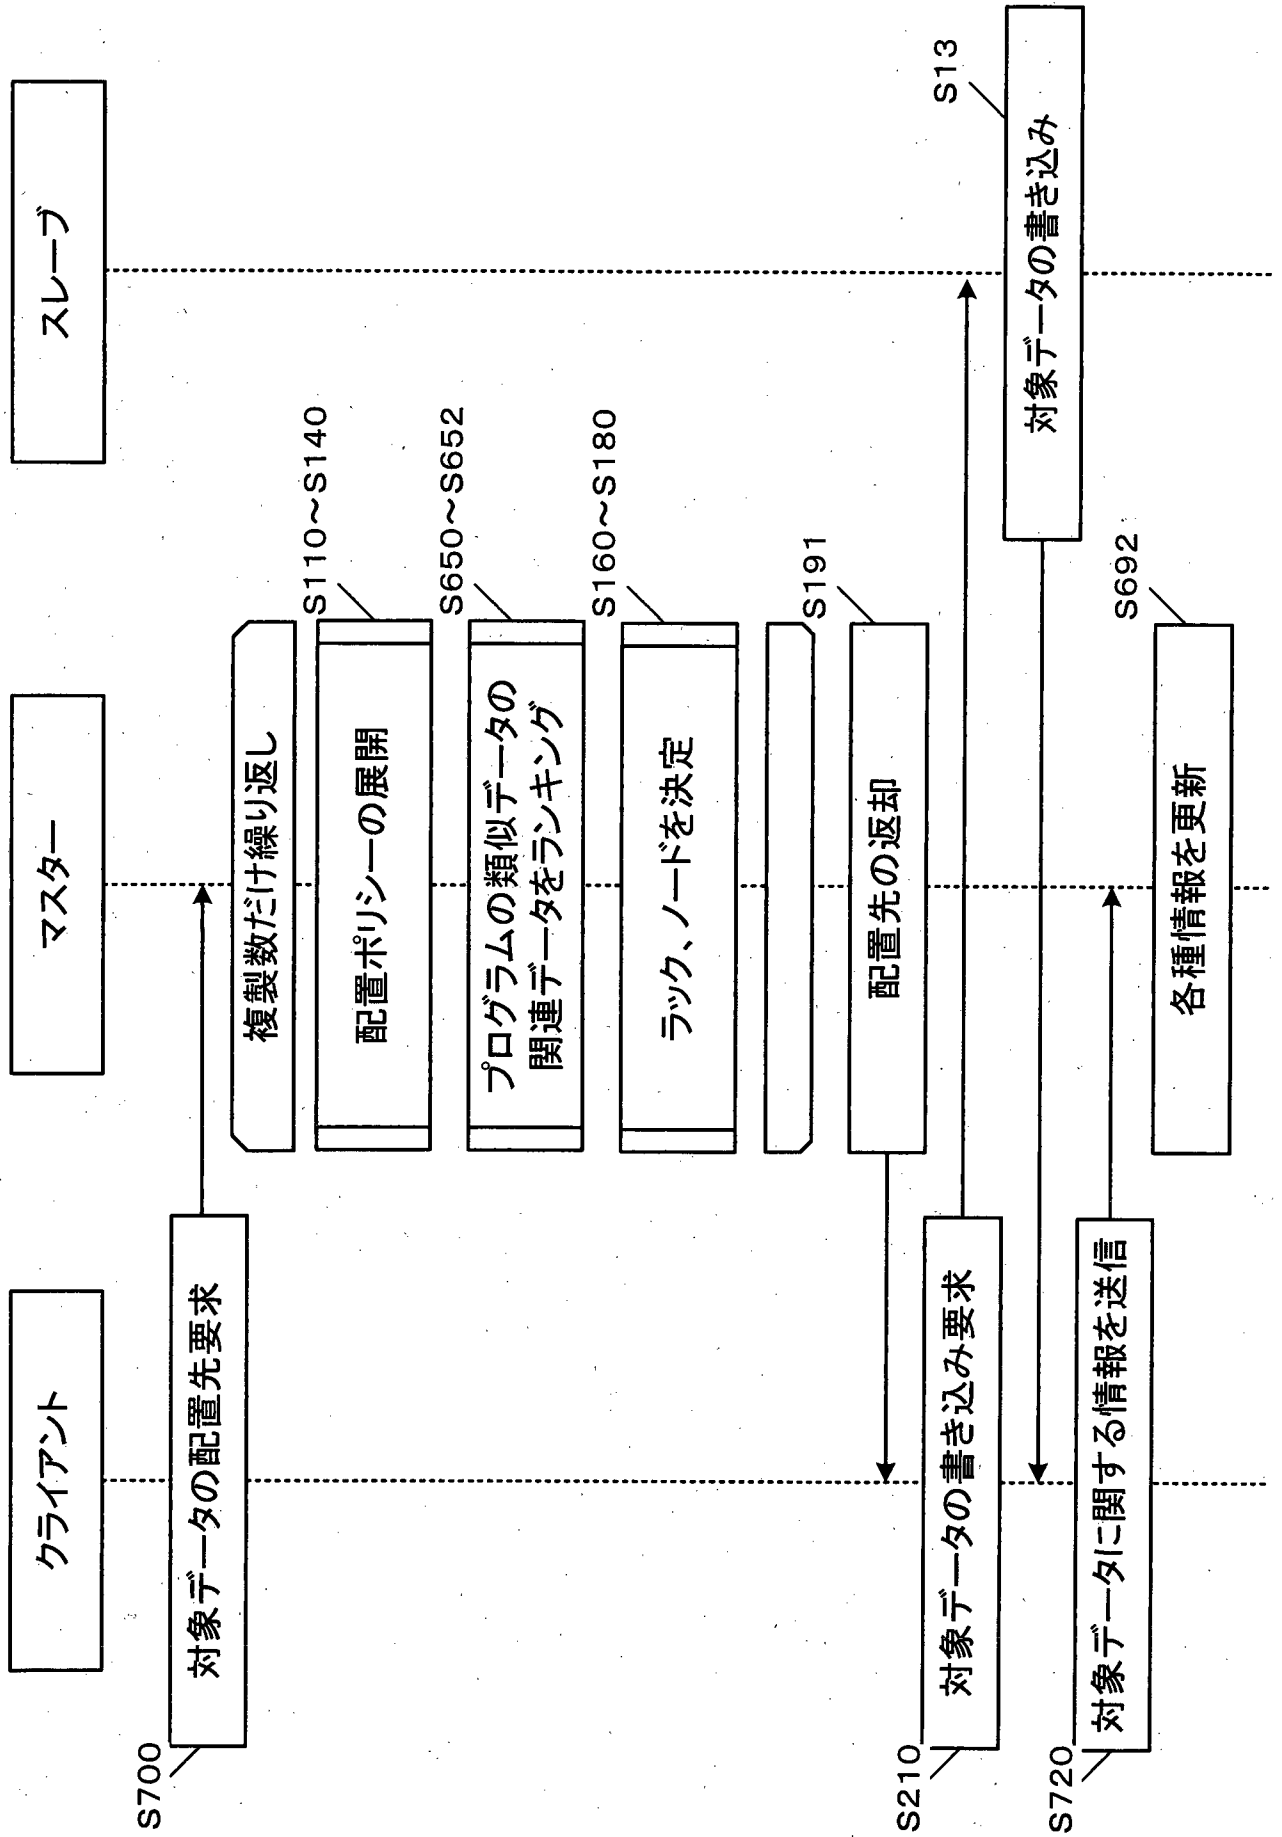 クライアント
マスター
スレーブ
S700
対象データの配置先要求
複製数だけ繰り返し
S110～S140
配置ポリシーの展開
S650～S652
プログラムの類似データの
関連データをランキング
S160～S180
ラック、ノードを決定
S191
配置先の返却
S210
対象データの書き込み要求
S13
対象データの書き込み
S720
対象データに関する情報を送信
S692
各種情報を更新